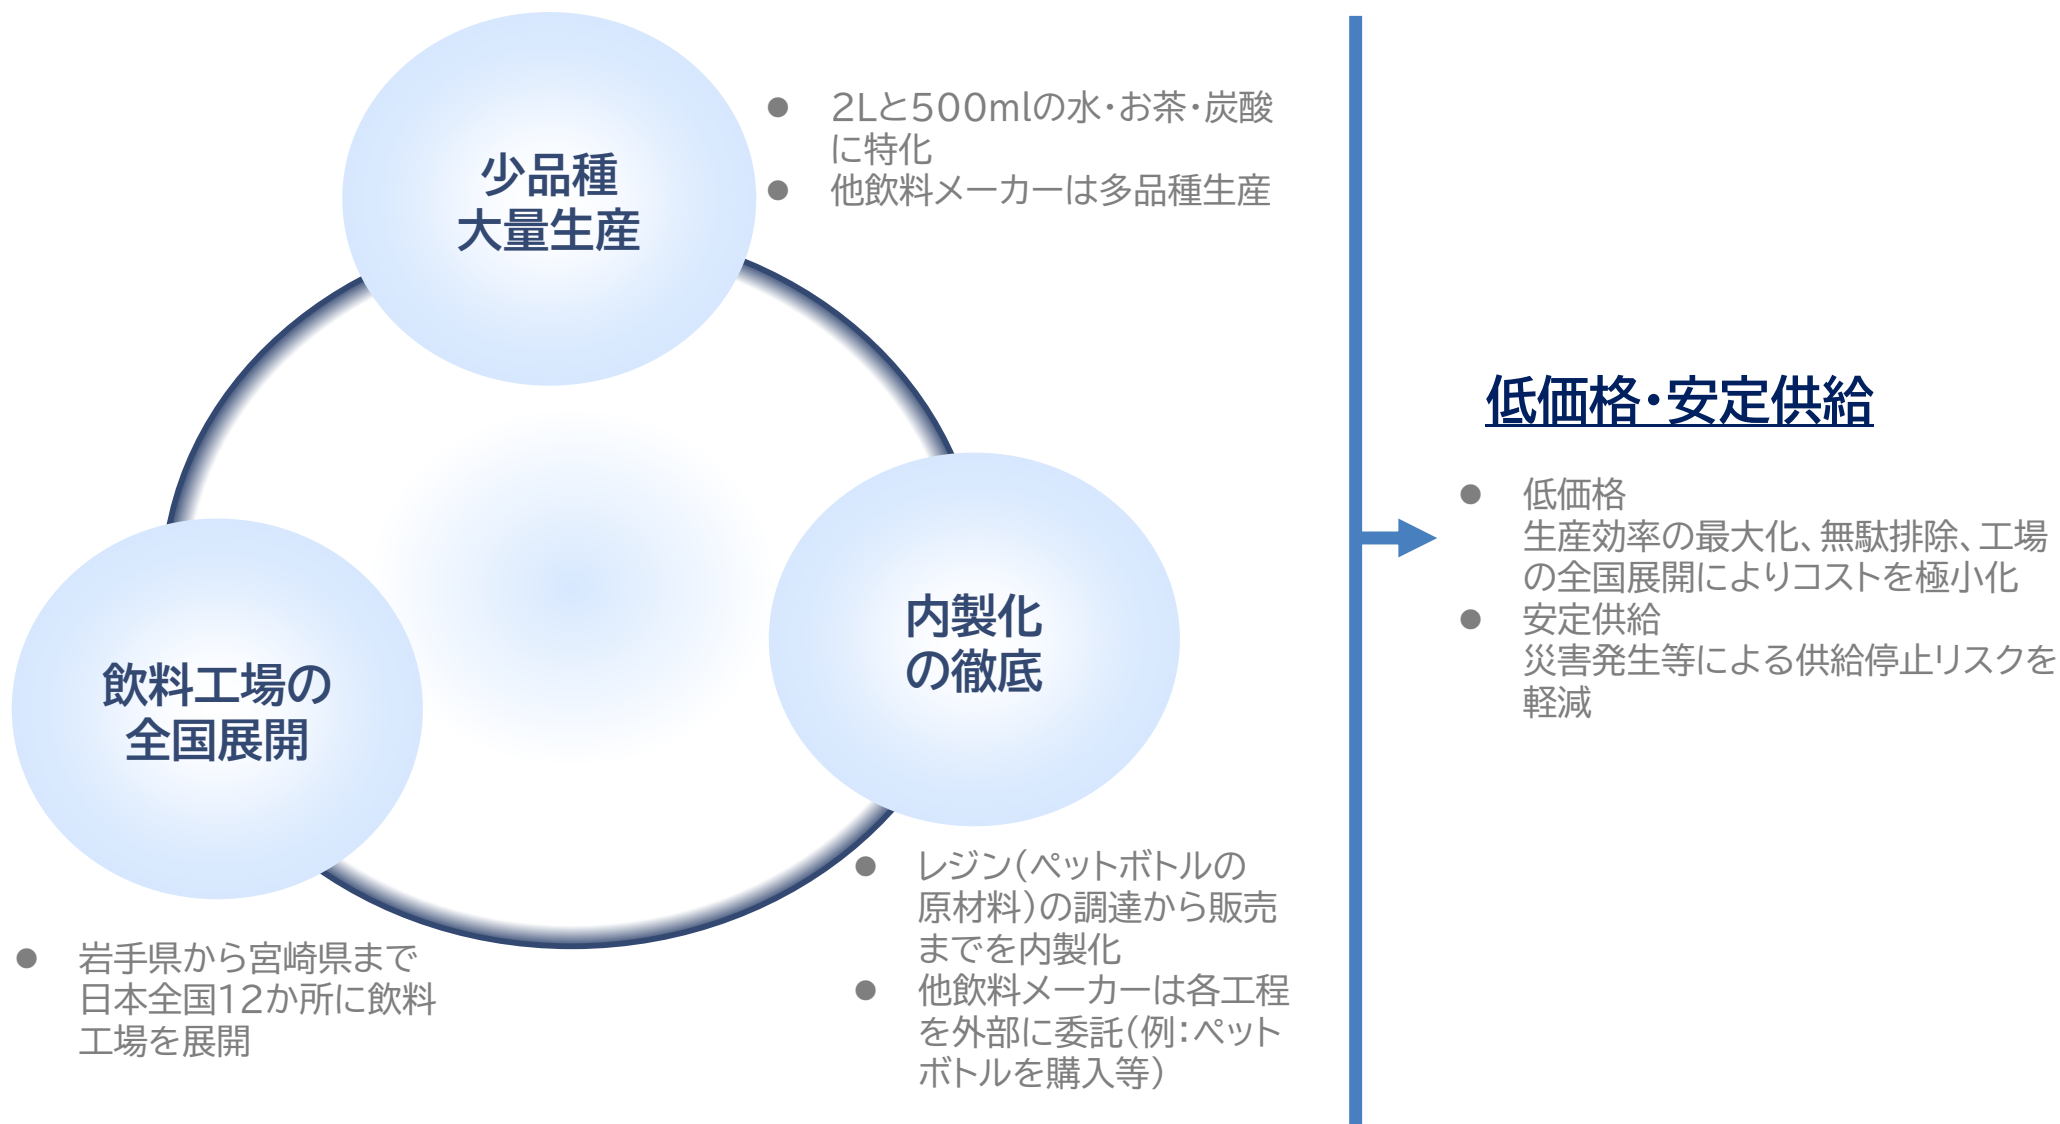 少品種
大量生産
● 2Lと500mlの水・お茶・炭酸
に特化
● 他飲料メーカーは多品種生産
内製化
の徹底
● レジン（ペットボトルの
原材料）の調達から販売
までを内製化
● 他飲料メーカーは各工程
を外部に委託（例：ペット
ボトルを購入等）
飲料工場の
全国展開
● 岩手県から宮崎県まで
日本全国12か所に飲料
工場を展開
低価格・安定供給
● 低価格
生産効率の最大化、無駄排除、工場
の全国展開によりコストを極小化
● 安定供給
災害発生等による供給停止リスクを
軽減